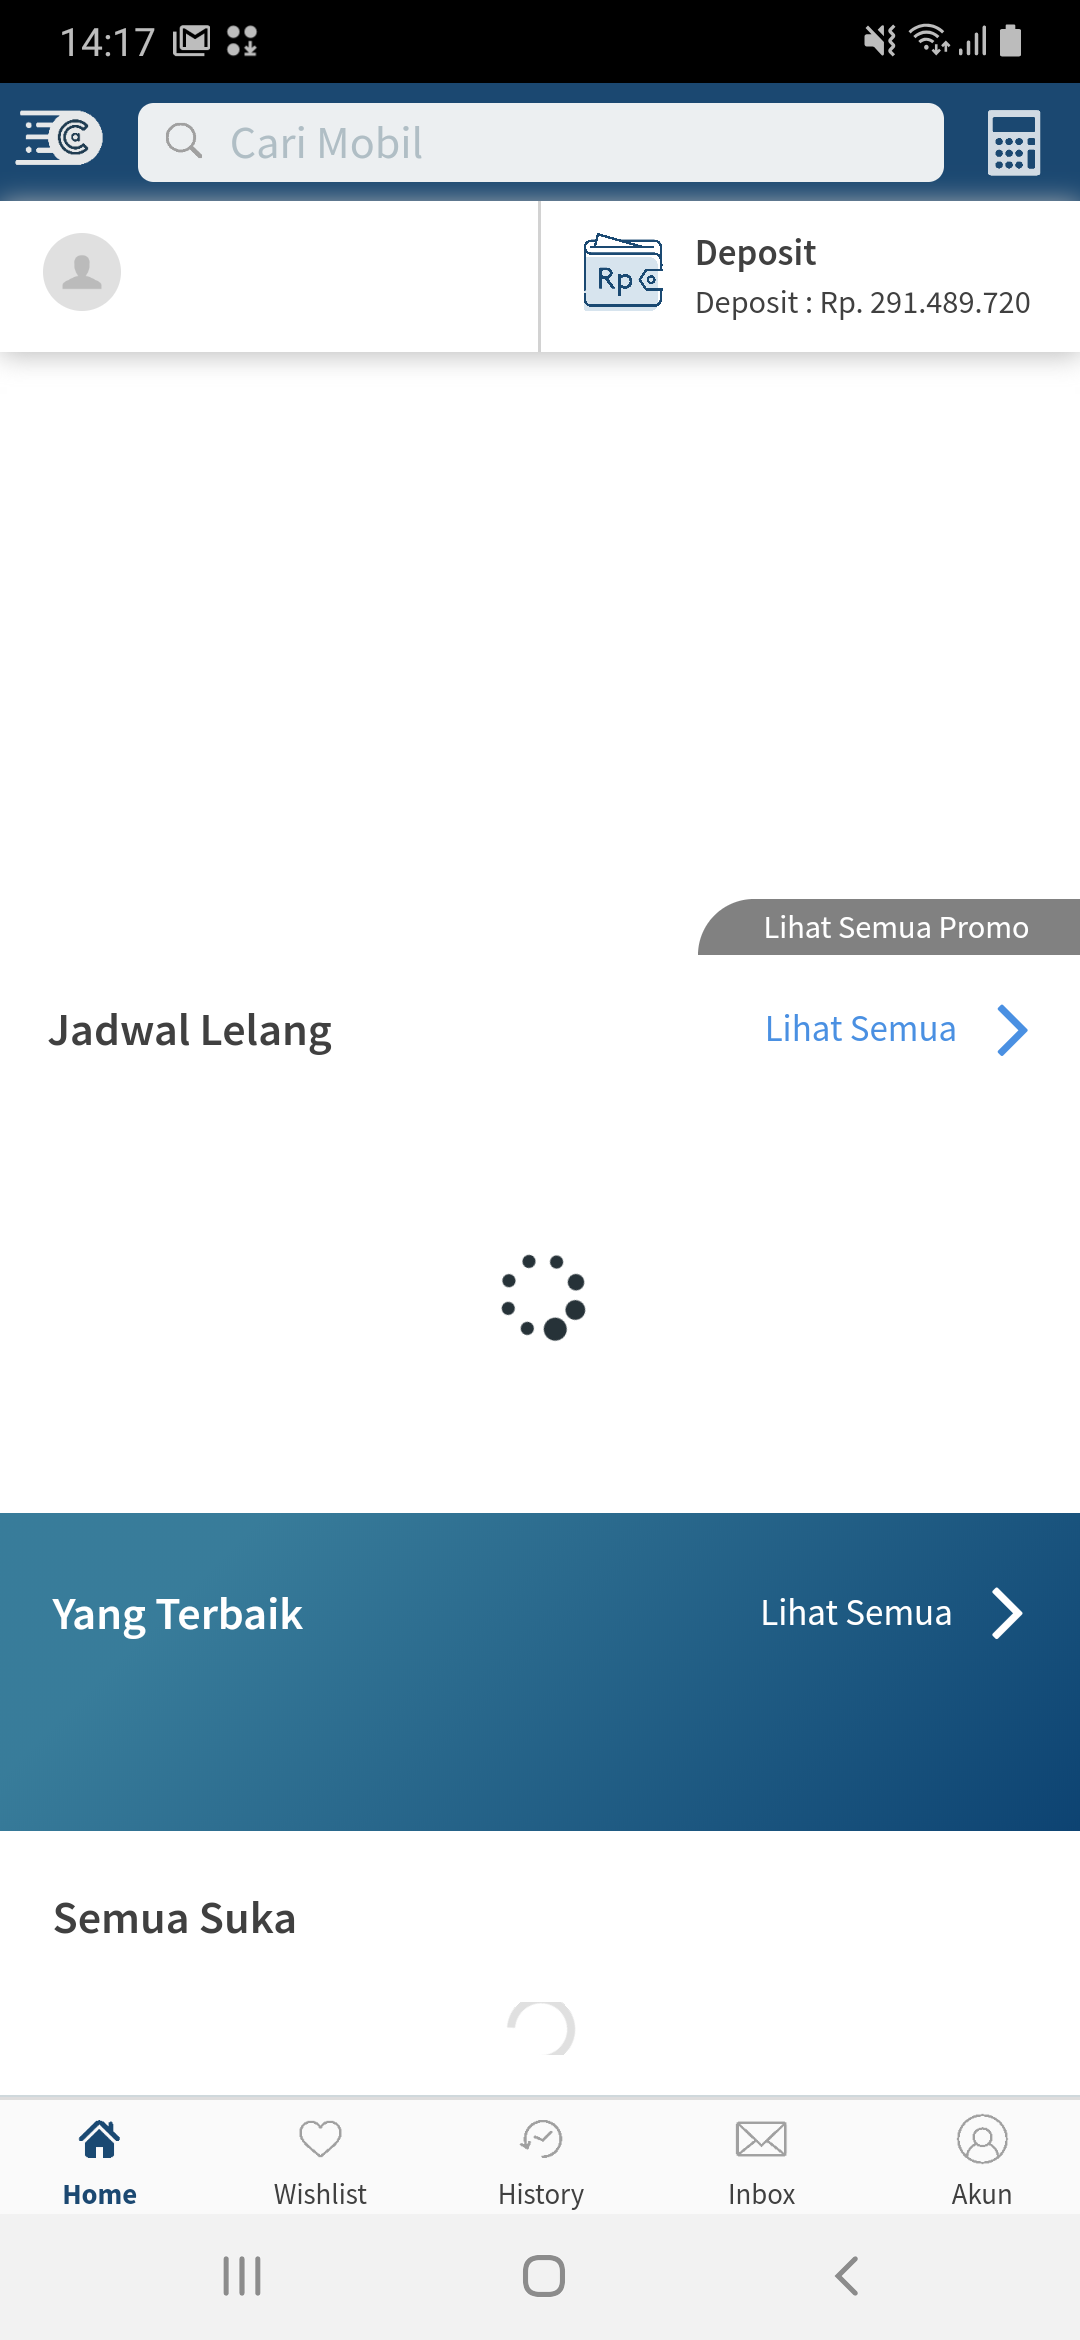 14:17
Cari Mobil
Deposit
Rp
Deposit : Rp. 291.489.720
Lihat Semua Promo
Jadwal Lelang
Lihat Semua
Yang Terbaik
Lihat Semua
Semua Suka
Home
Wishlist
History
Inbox
Akun